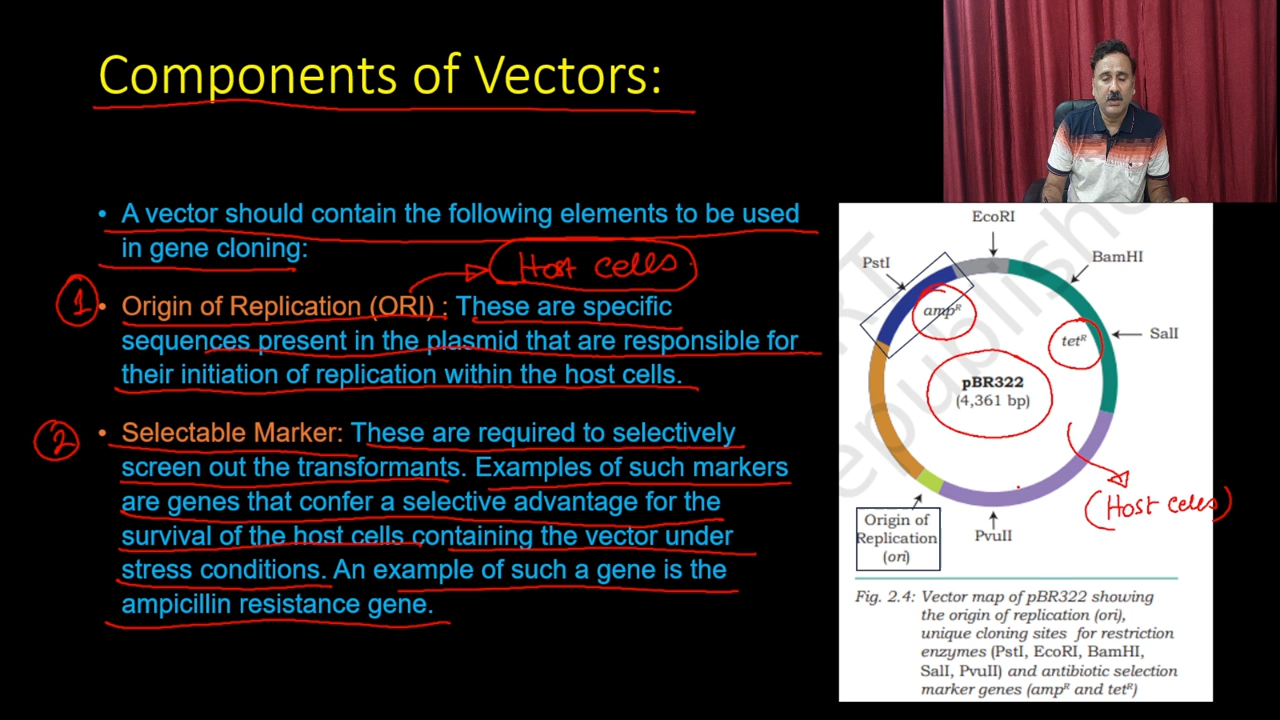 Components of Vectors:
• A vector should contain the following elements to be used
in gene cloning:
Host cells.
1
• Origin of Replication (ORI) : These are specific
sequences present in the plasmid that are responsible for
their initiation of replication within the host cells.
2
• Selectable Marker: These are required to selectively
screen out the transformants. Examples of such markers
are genes that confer a selective advantage for the
survival of the host cells containing the vector under
stress conditions. An example of such a gene is the
ampicillin resistance gene.
EcoRI
PstI
BamHI
ampR
tetR
SalI
pBR322
(4,361 bp)
(Host cells)
Origin of
Replication
(ori)
PvuII
Fig. 2.4: Vector map of pBR322 showing
the origin of replication (ori),
unique cloning sites for restriction
enzymes (PstI, EcoRI, BamHI,
SalI, PvuII) and antibiotic selection
marker genes (ampR and tetR)